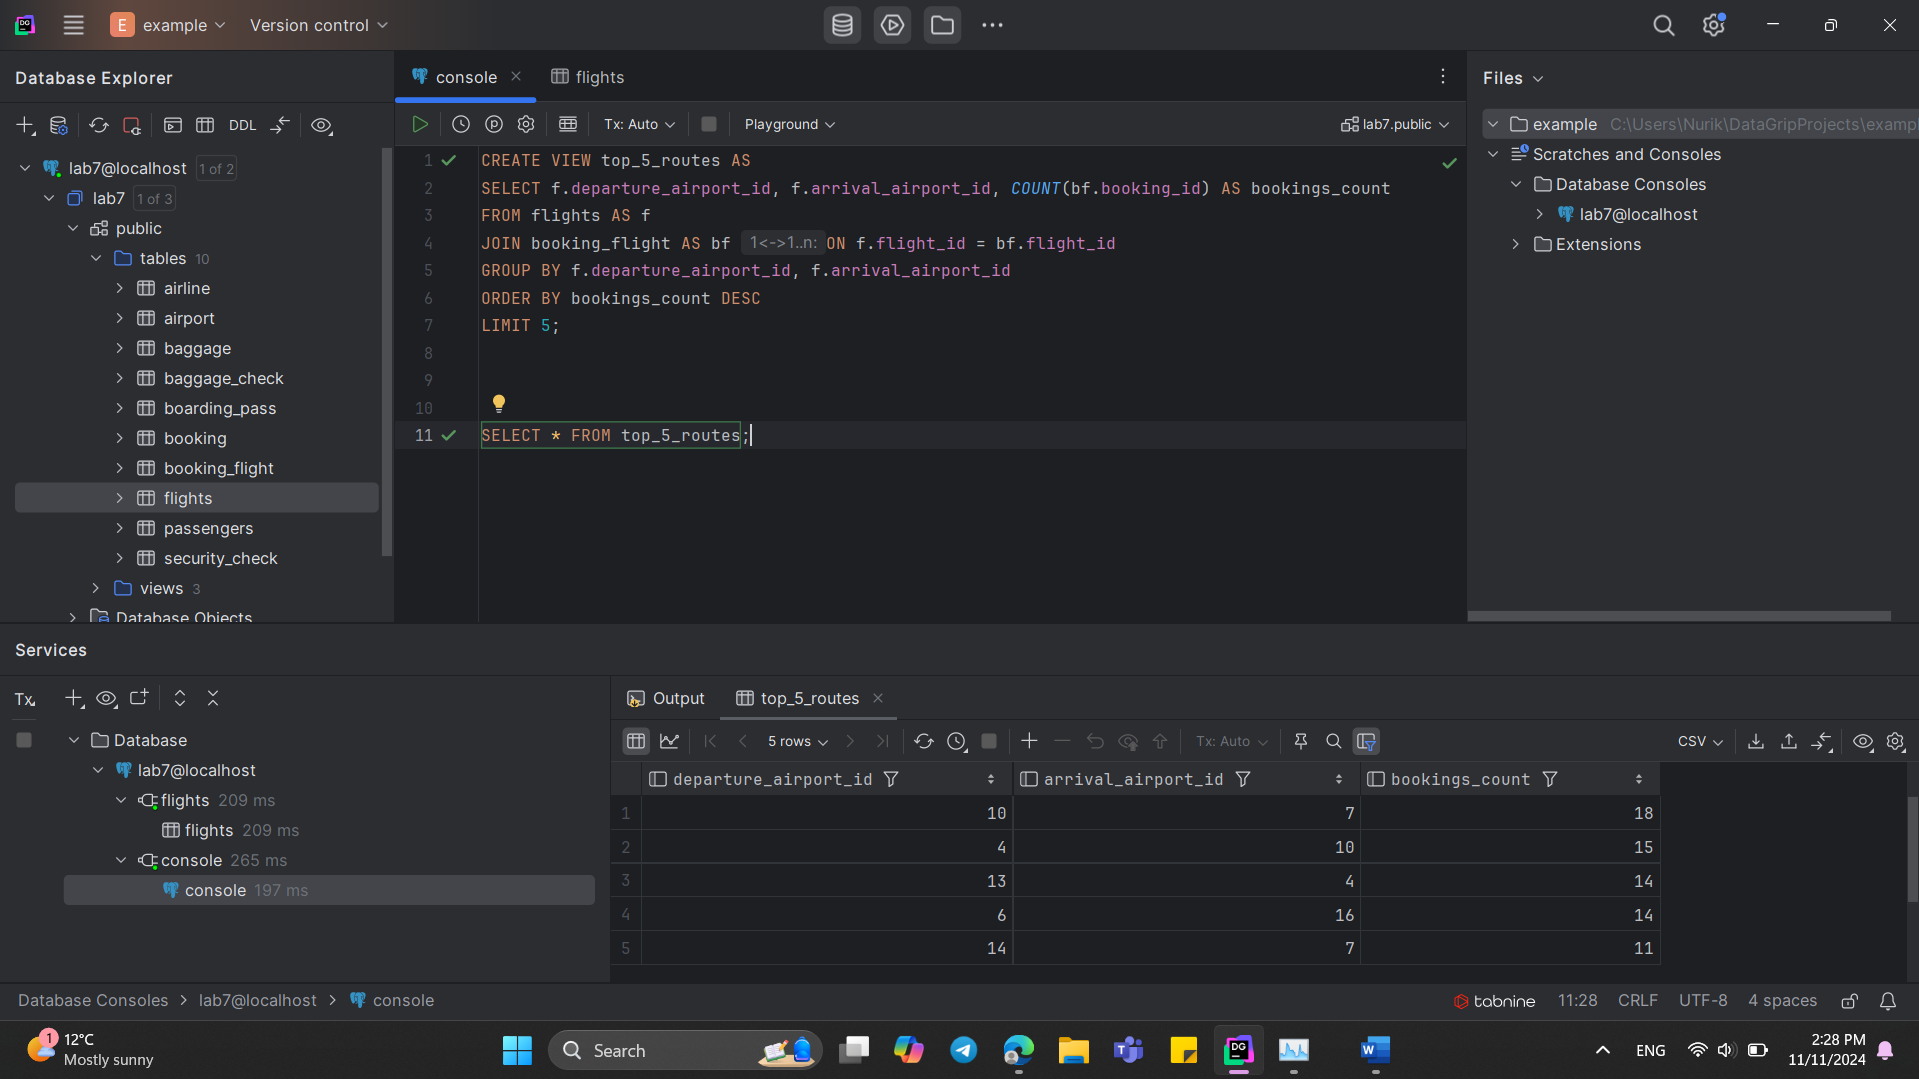 E example
Version control
Database Explorer
DDL
lab7@localhost 1 of 2
lab7 1 of 3
public
tables 10
airline
airport
baggage
baggage_check
boarding_pass
booking
booking_flight
flights
passengers
security_check
views 3
Database Objects
console
flights
Tx: Auto
Playground
lab7.public
1 CREATE VIEW top_5_routes AS
2 SELECT f.departure_airport_id, f.arrival_airport_id, COUNT(bf.booking_id) AS bookings_count
3 FROM flights AS f
4 JOIN booking_flight AS bf 1<->1..n: ON f.flight_id = bf.flight_id
5 GROUP BY f.departure_airport_id, f.arrival_airport_id
6 ORDER BY bookings_count DESC
7 LIMIT 5;
8
9
10
11 SELECT * FROM top_5_routes;
Files
example C:\Users\Nurik\DataGripProjects\examp
Scratches and Consoles
Database Consoles
lab7@localhost
Extensions
Services
Tx
Database
lab7@localhost
flights 209 ms
flights 209 ms
console 265 ms
console 197 ms
Output
top_5_routes
5 rows
Tx: Auto
CSV
departure_airport_id arrival_airport_id bookings_count
1 10 7 18
2 4 10 15
3 13 4 14
4 6 16 14
5 14 7 11
Database Consoles > lab7@localhost > console
tabnine 11:28 CRLF UTF-8 4 spaces
1
12°C
Mostly sunny
Search
DG
ENG
2:28 PM
11/11/2024